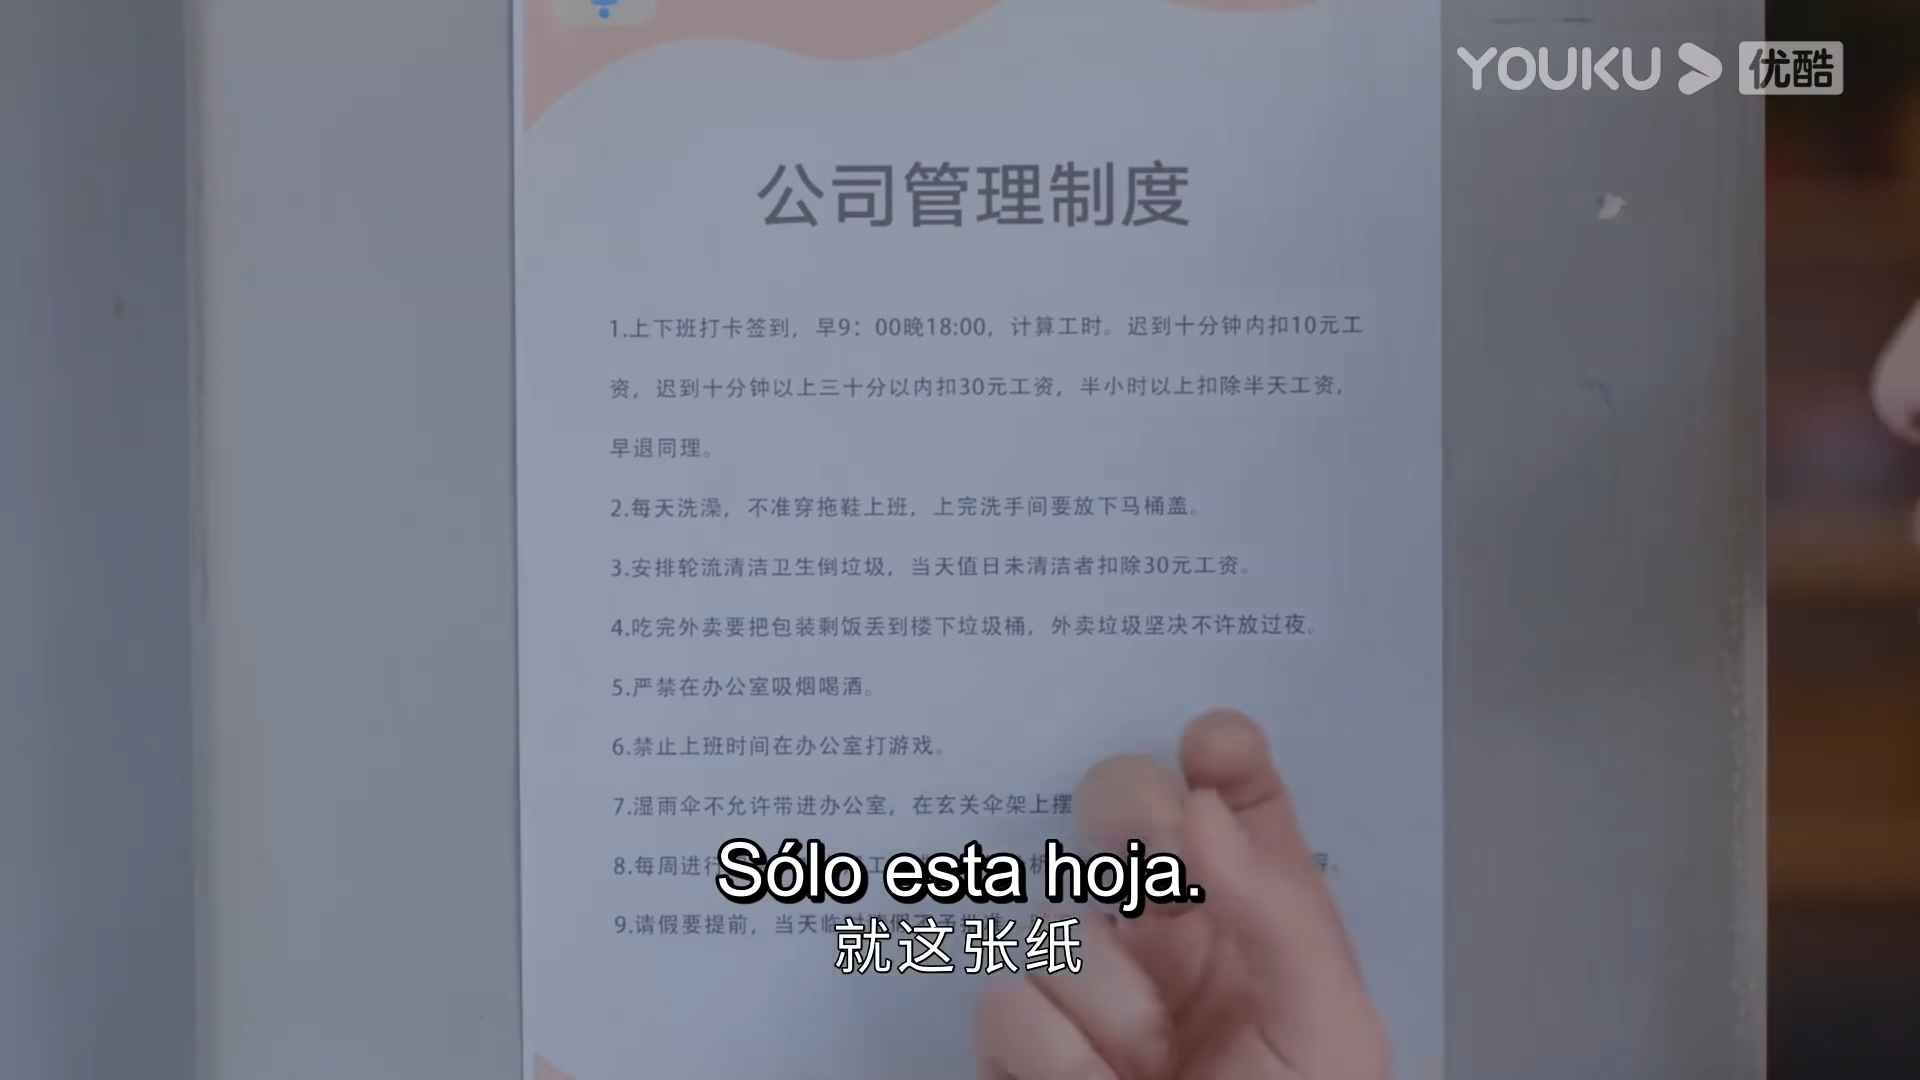 YOUKU 优酷
公司管理制度
1.上下班打卡签到，早9：00晚18:00，计算工时。迟到十分钟内扣10元工
资，迟到十分钟以上三十分以内扣30元工资，半小时以上扣除半天工资，
早退同理。
2.每天洗澡，不准穿拖鞋上班，上完洗手间要放下马桶盖。
3.安排轮流清洁卫生倒垃圾，当天值日未清洁者扣除30元工资。
4.吃完外卖要把包装剩饭丢到楼下垃圾桶，外卖垃圾坚决不许放过夜。
5.严禁在办公室吸烟喝酒。
6.禁止上班时间在办公室打游戏。
7.湿雨伞不允许带进办公室，在玄关伞架上摆
8.每周进行
Sólo esta hoja.
9.请假要提前，当天临时请假不予批准
就这张纸